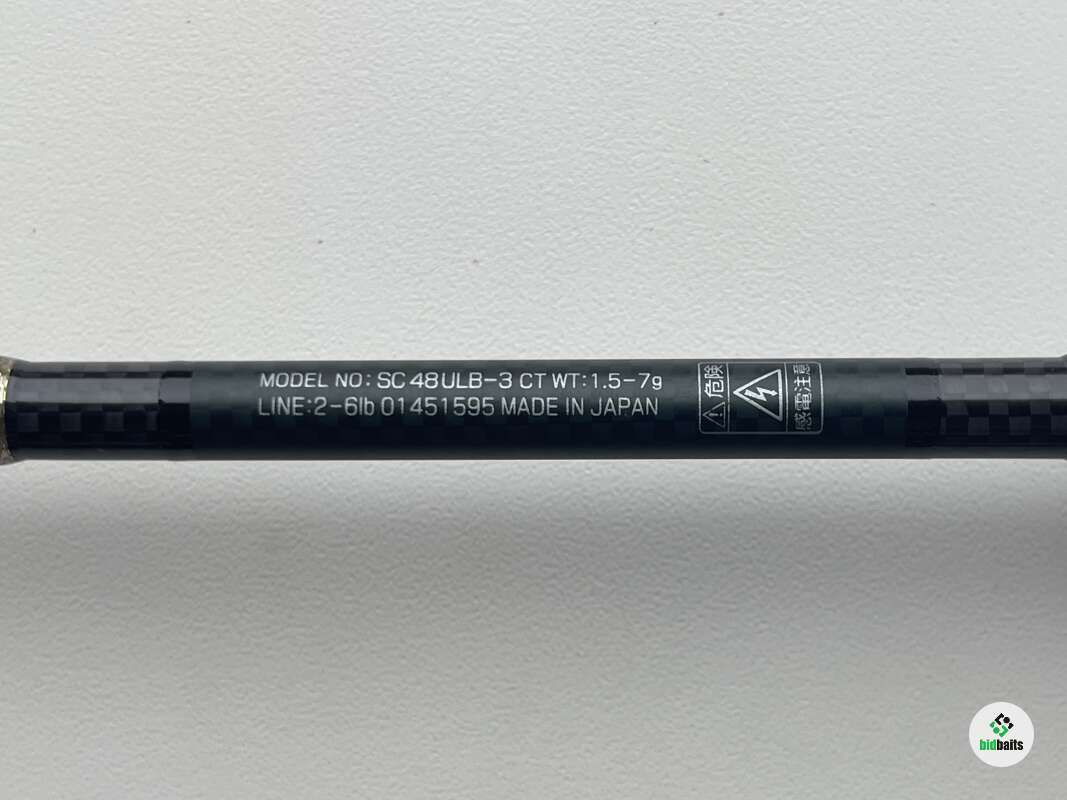 MODEL NO: SC 48ULB-3 CT WT:1.5-7g
LINE:2-6lb 01451595 MADE IN JAPAN
危険
感電注意
bidbaits